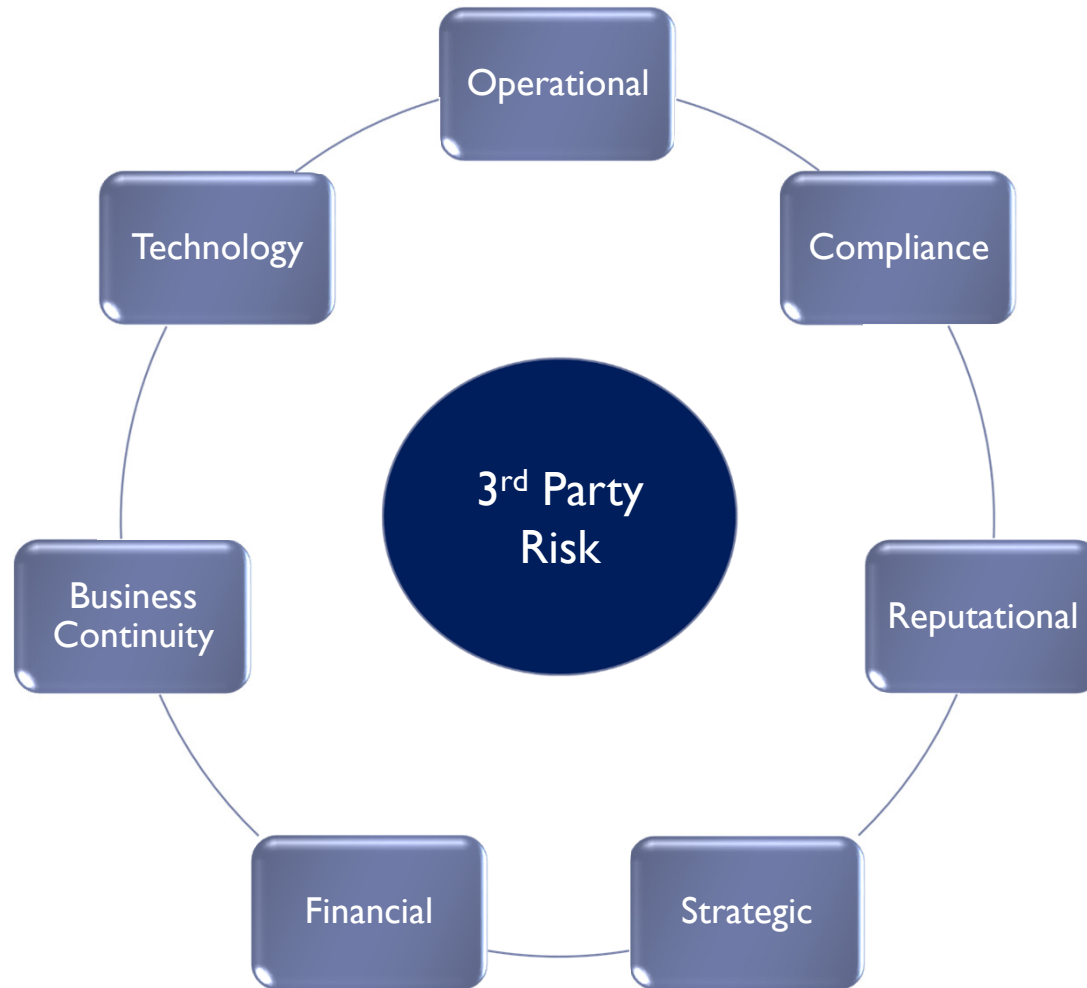 Operational
Technology
Compliance
3rd Party
Risk
Business
Continuity
Reputational
Financial
Strategic